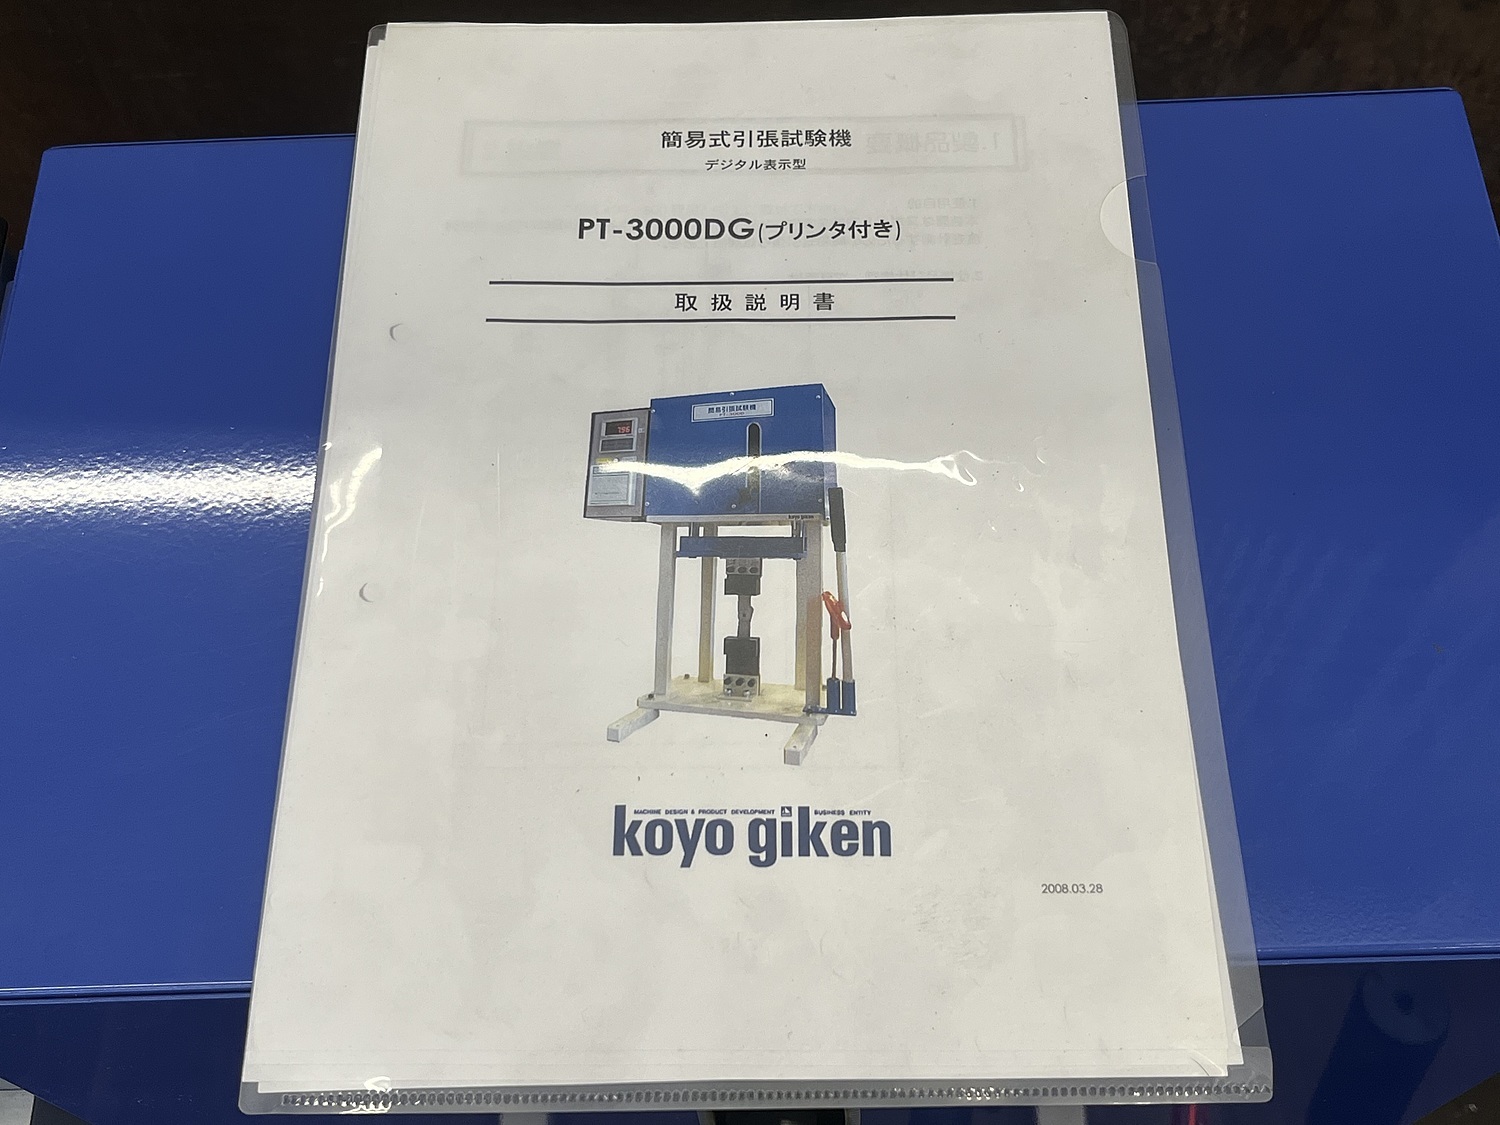 簡易式引張試験機
デジタル表示型
PT-3000DG(プリンタ付き)
取扱説明書
簡易引張試験機
koyo giken
MACHINE DESIGN & PRODUCT DEVELOPMENT BUSINESS ENTITY
koyo giken
2008.03.28